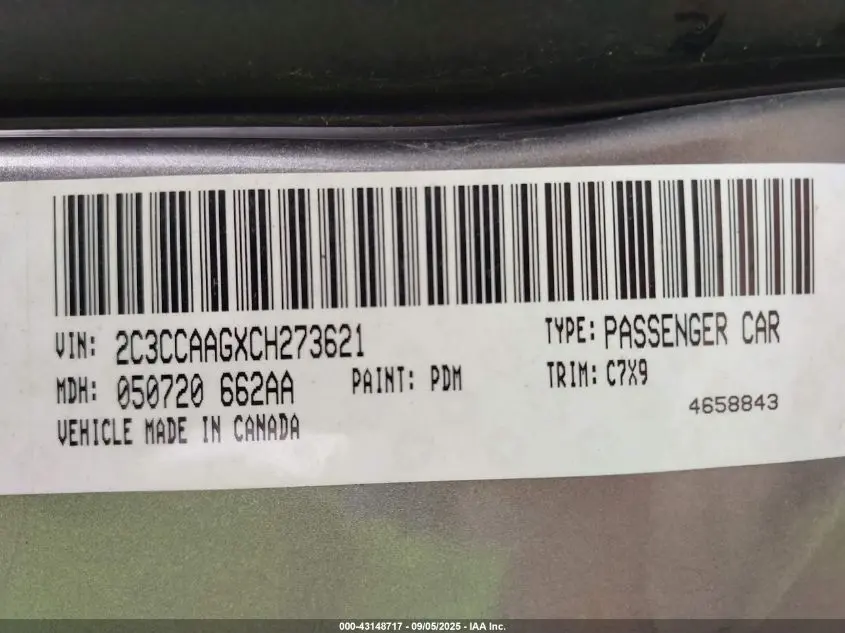 VIN: 2C3CCAAGXCH273621 TYPE: PASSENGER CAR
MDH: 050720 662AA PAINT: PDM TRIM: C7X9
4658843
VEHICLE MADE IN CANADA
000-43148717 - 09/05/2025 - IAA Inc.